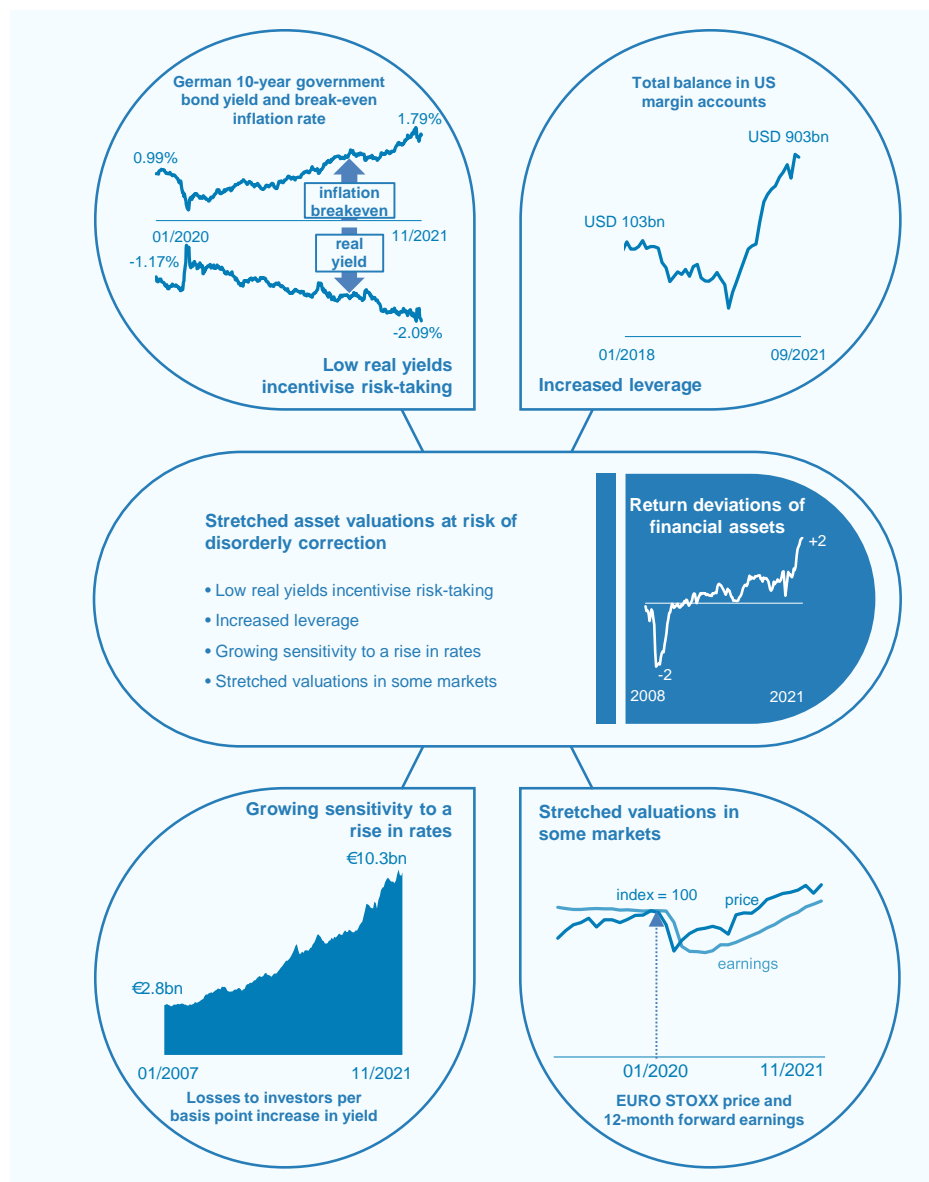 German 10-year government
bond yield and break-even
inflation rate
1.79%
0.99%
inflation
breakeven
01/2020
11/2021
real
yield
-1.17%
-2.09%
Low real yields
incentivise risk-taking
Total balance in US
margin accounts
USD 903bn
USD 103bn
01/2018
09/2021
Increased leverage
Stretched asset valuations at risk of
disorderly correction
• Low real yields incentivise risk-taking
• Increased leverage
• Growing sensitivity to a rise in rates
• Stretched valuations in some markets
Return deviations of
financial assets
+2
-2
2008
2021
Growing sensitivity to a
rise in rates
€10.3bn
€2.8bn
01/2007
11/2021
Losses to investors per
basis point increase in yield
Stretched valuations in
some markets
index = 100
price
earnings
01/2020
11/2021
EURO STOXX price and
12-month forward earnings